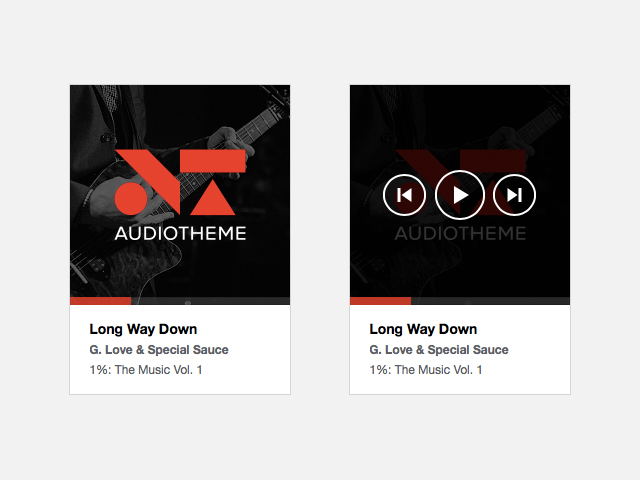 AUDIOTHEME
Long Way Down
G. Love & Special Sauce
1%: The Music Vol. 1
AUDIOTHEME
Long Way Down
G. Love & Special Sauce
1%: The Music Vol. 1